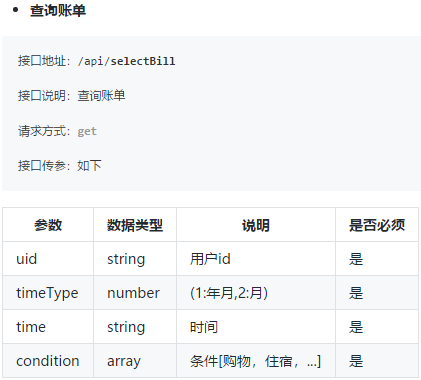 查询账单
接口地址：/api/selectBill
接口说明：查询账单
请求方式：get
接口传参：如下
参数 数据类型 说明 是否必须
uid string 用户id 是
timeType number (1:年月,2:月) 是
time string 时间 是
condition array 条件[购物，住宿，...] 是